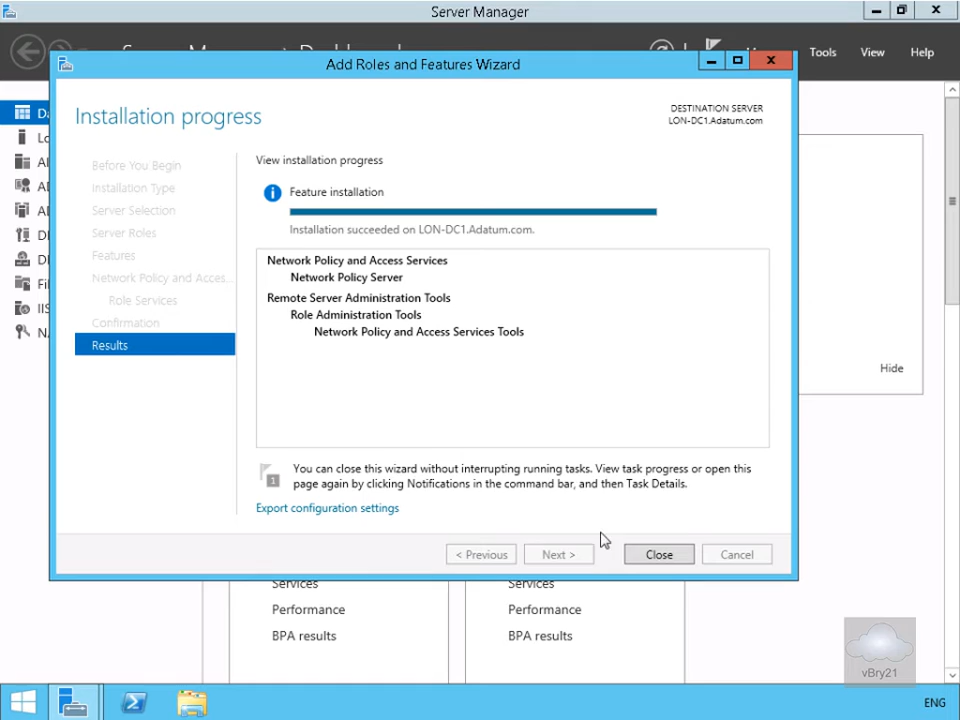 Server Manager
Tools View Help
Add Roles and Features Wizard
Installation progress
DESTINATION SERVER
LON-DC1.Adatum.com
Before You Begin
Installation Type
Server Selection
Server Roles
Features
Network Policy and Acces...
Role Services
Confirmation
Results
View installation progress
Feature installation
Installation succeeded on LON-DC1.Adatum.com.
Network Policy and Access Services
Network Policy Server
Remote Server Administration Tools
Role Administration Tools
Network Policy and Access Services Tools
1
You can close this wizard without interrupting running tasks. View task progress or open this
page again by clicking Notifications in the command bar, and then Task Details.
Export configuration settings
< Previous Next > Close Cancel
Hide
Services Services
Performance Performance
BPA results BPA results
vBry21
ENG